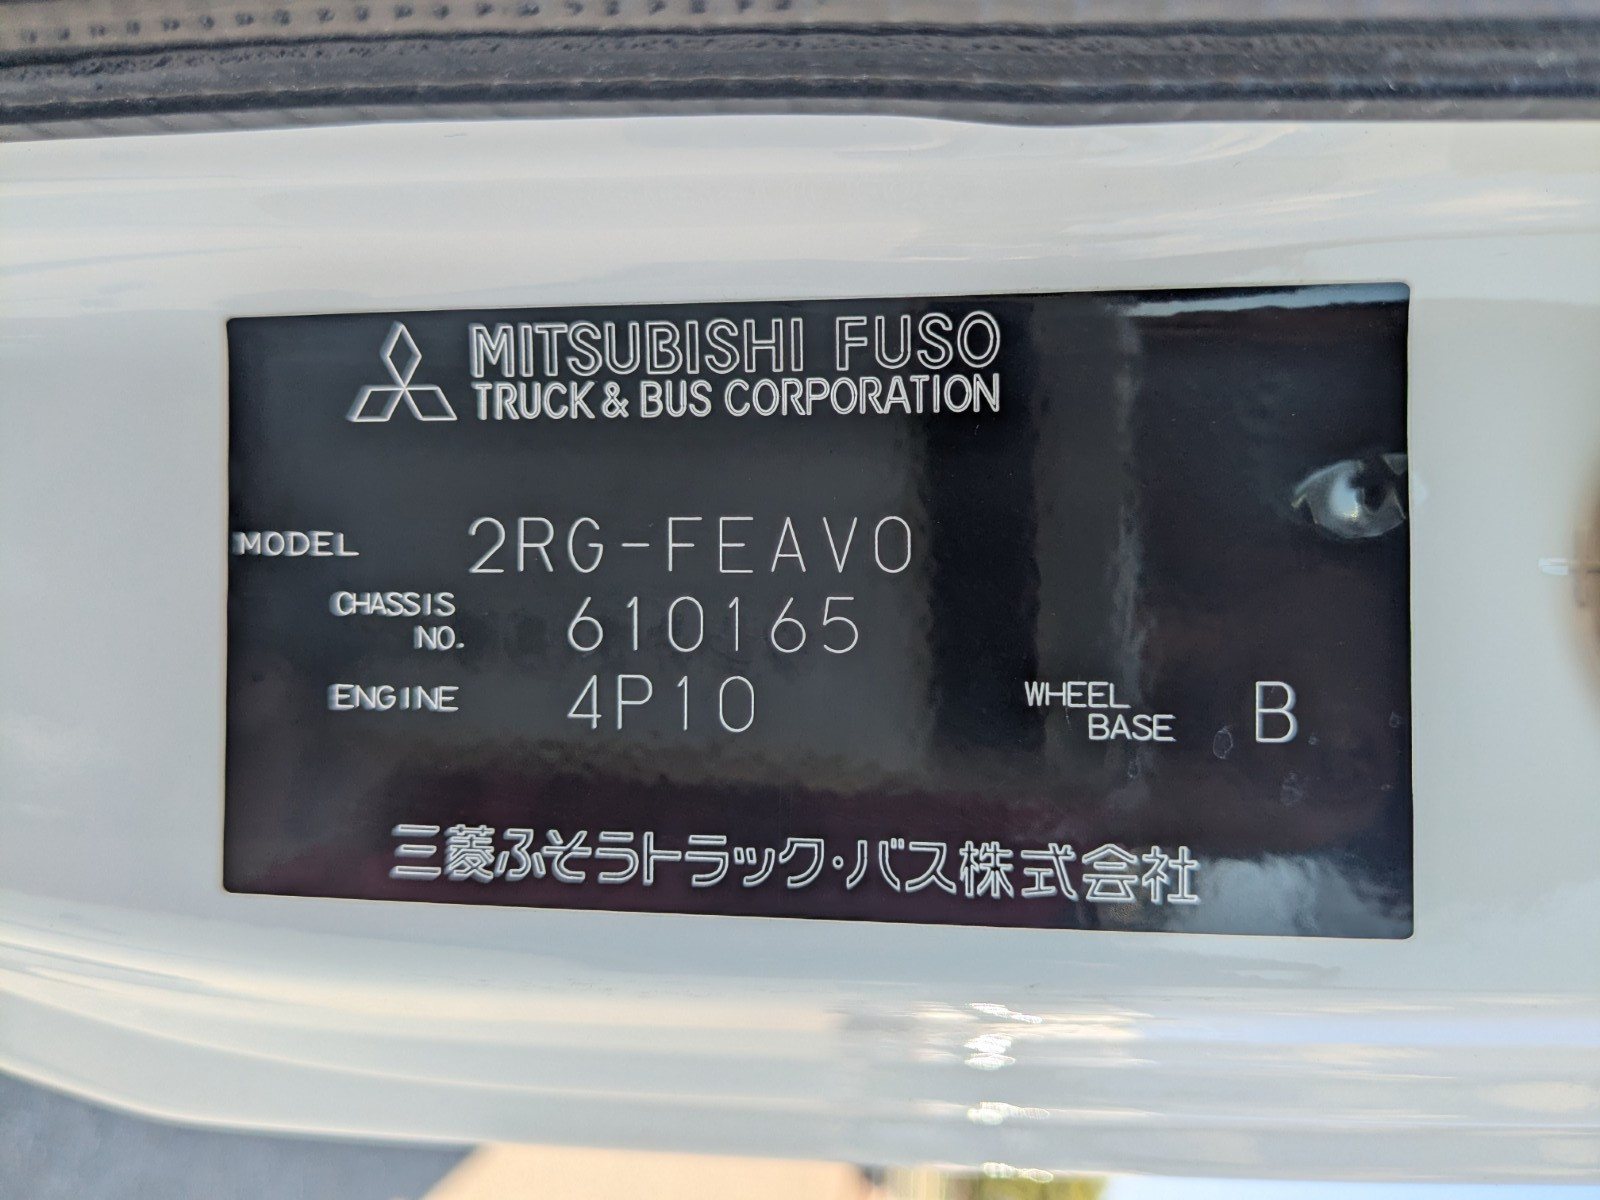 MITSUBISHI FUSO
TRUCK & BUS CORPORATION
MODEL 2RG-FEAV0
CHASSIS NO. 610165
ENGINE 4P10 WHEEL BASE B
三菱ふそうトラック・バス株式会社